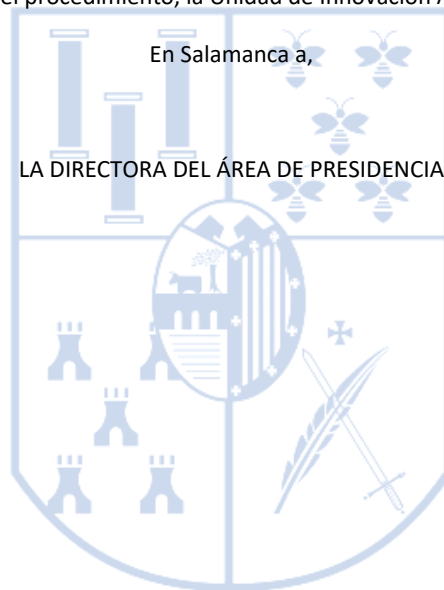 el procedimiento, la Unidad de Innovación
En Salamanca a,
LA DIRECTORA DEL ÁREA DE PRESIDENCIA